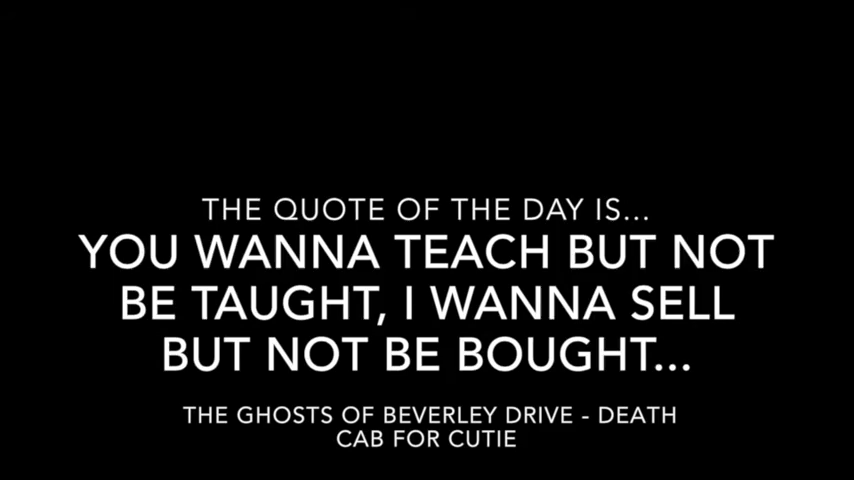 THE QUOTE OF THE DAY IS...
YOU WANNA TEACH BUT NOT
BE TAUGHT, I WANNA SELL
BUT NOT BE BOUGHT...
THE GHOSTS OF BEVERLEY DRIVE - DEATH
CAB FOR CUTIE